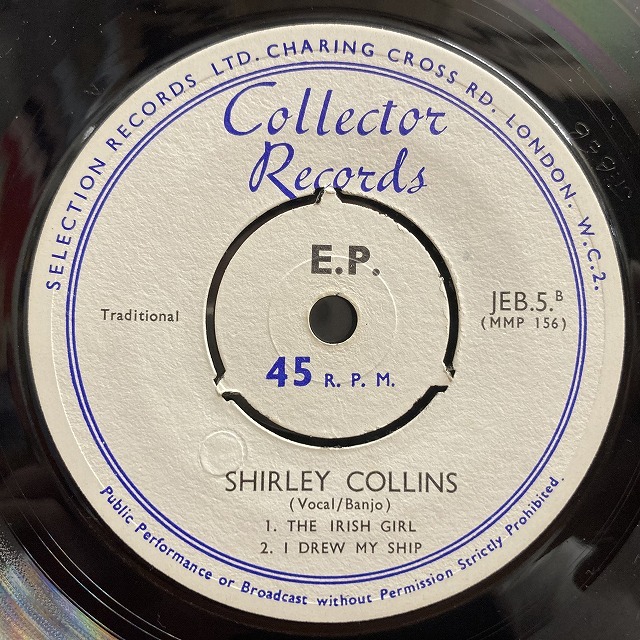 SELECTION RECORDS LTD. CHARING CROSS RD. LONDON. W.C.2.
Collector
Records
E.P.
Traditional
JEB.5.B
(MMP 156)
45 R. P. M.
SHIRLEY COLLINS
(Vocal/Banjo)
1. THE IRISH GIRL
2. I DREW MY SHIP
Public Performance or Broadcast without Permission Strictly Prohibited.